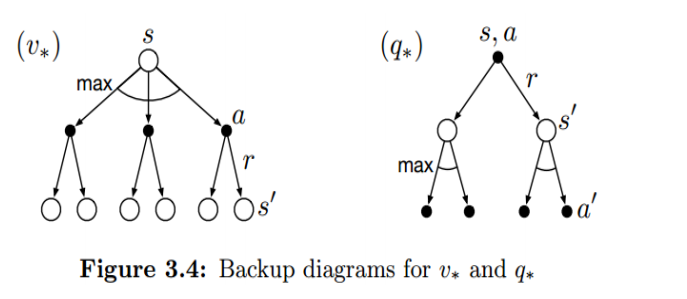 (v*)
s
max
a
r
s'
(q*)
s, a
r
s'
max
a'
Figure 3.4: Backup diagrams for v* and q*